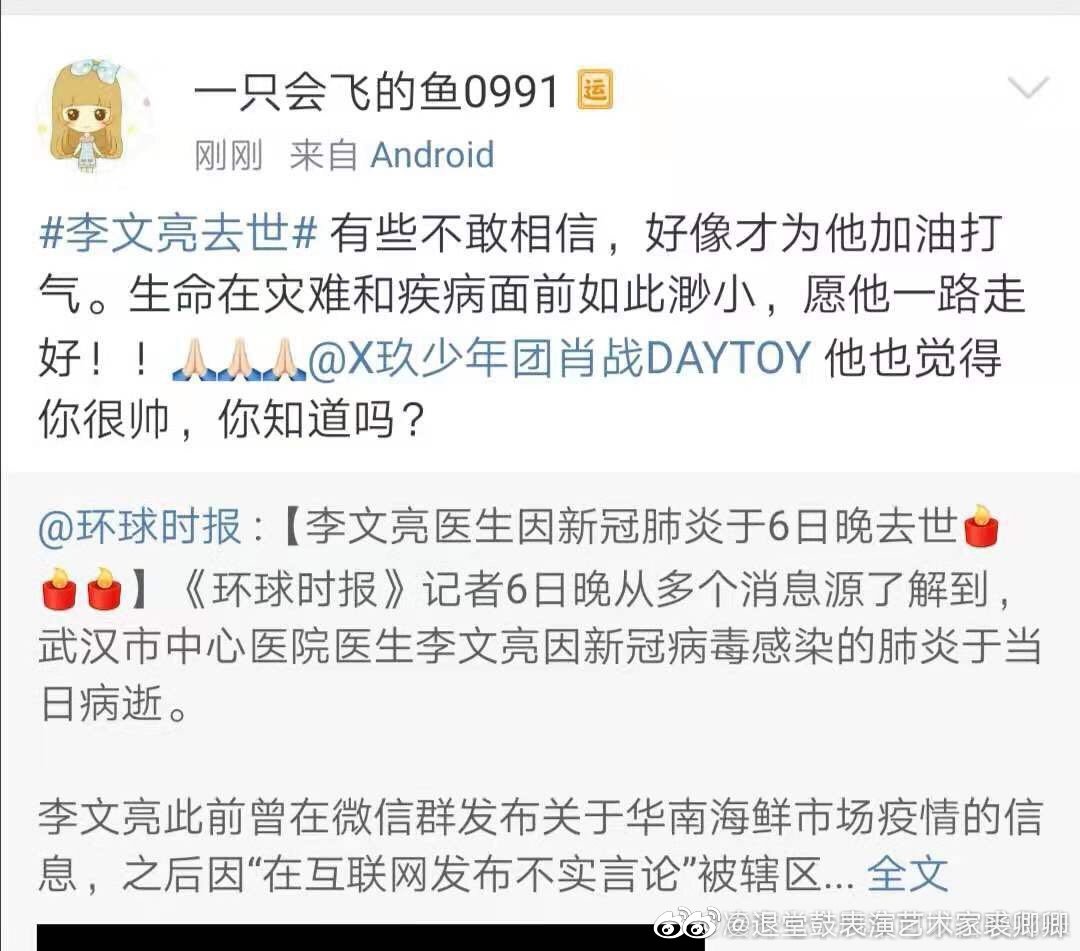 一只会飞的鱼0991 运
刚刚 来自 Android
#李文亮去世# 有些不敢相信，好像才为他加油打
气。生命在灾难和疾病面前如此渺小，愿他一路走
好！！🙏🏻🙏🏻🙏🏻@X玖少年团肖战DAYTOY 他也觉得
你很帅，你知道吗？
@环球时报：【李文亮医生因新冠肺炎于6日晚去世🕯
🕯🕯】《环球时报》记者6日晚从多个消息源了解到，
武汉市中心医院医生李文亮因新冠病毒感染的肺炎于当
日病逝。
李文亮此前曾在微信群发布关于华南海鲜市场疫情的信
息，之后因“在互联网发布不实言论”被辖区... 全文
@退堂鼓表演艺术家裘卿卿